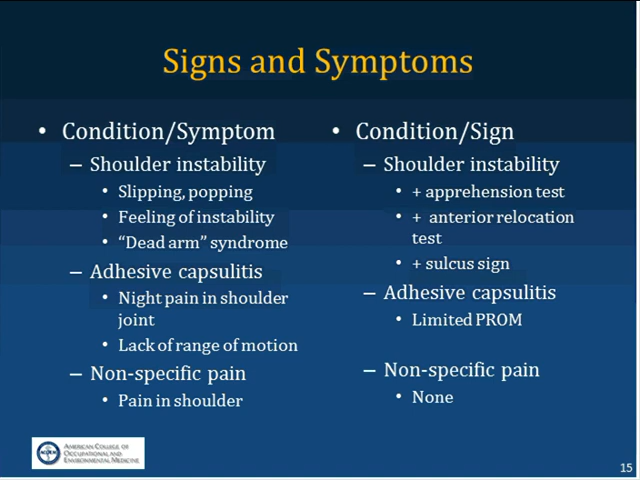 Signs and Symptoms
• Condition/Symptom
– Shoulder instability
• Slipping, popping
• Feeling of instability
• “Dead arm” syndrome
– Adhesive capsulitis
• Night pain in shoulder
joint
• Lack of range of motion
– Non-specific pain
• Pain in shoulder
• Condition/Sign
– Shoulder instability
• + apprehension test
• + anterior relocation
test
• + sulcus sign
– Adhesive capsulitis
• Limited PROM
– Non-specific pain
• None
American College of
Occupational and
Environmental Medicine
15